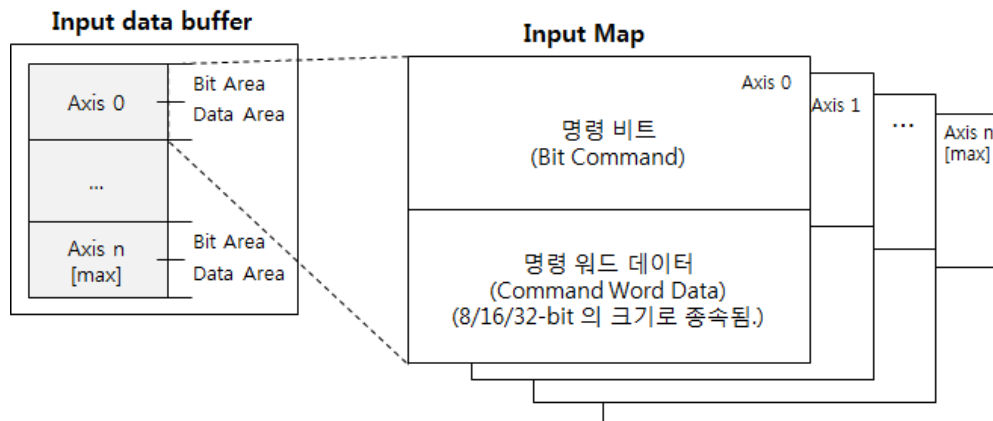 Input data buffer
Axis 0
Bit Area
Data Area
...
Axis n
[max]
Bit Area
Data Area
Input Map
Axis 0
명령 비트
(Bit Command)
명령 워드 데이터
(Command Word Data)
(8/16/32-bit 의 크기로 종속됨.)
Axis 1
...
Axis n
[max]